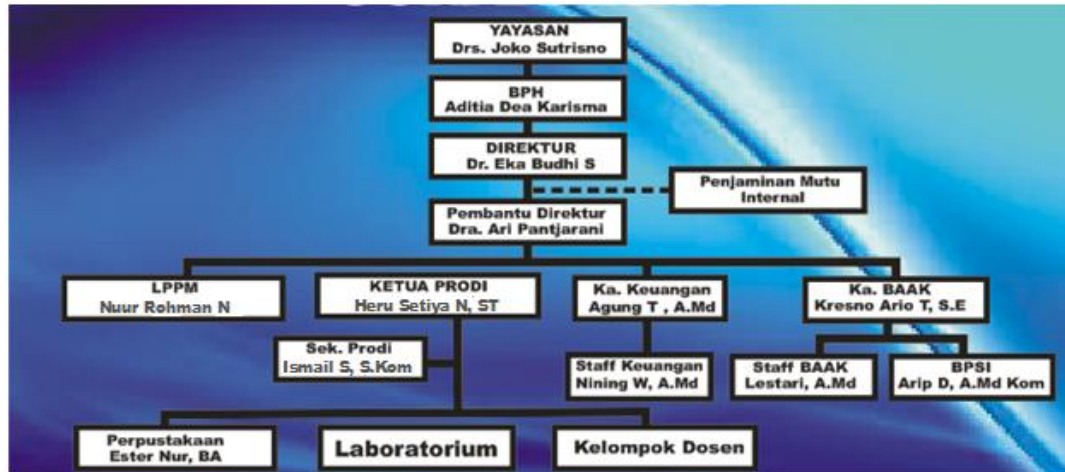 YAYASAN
Drs. Joko Sutrisno
BPH
Aditia Dea Karisma
DIREKTUR
Dr. Eka Budhi S
Penjaminan Mutu
Internal
Pembantu Direktur
Dra. Ari Pantjarani
LPPM
Nuur Rohman N
KETUA PRODI
Heru Setiya N, ST
Ka. Keuangan
Agung T , A.Md
Ka. BAAK
Kresno Ario T, S.E
Sek. Prodi
Ismail S, S.Kom
Staff Keuangan
Nining W, A.Md
Staff BAAK
Lestari, A.Md
BPSI
Arip D, A.Md Kom
Perpustakaan
Ester Nur, BA
Laboratorium
Kelompok Dosen